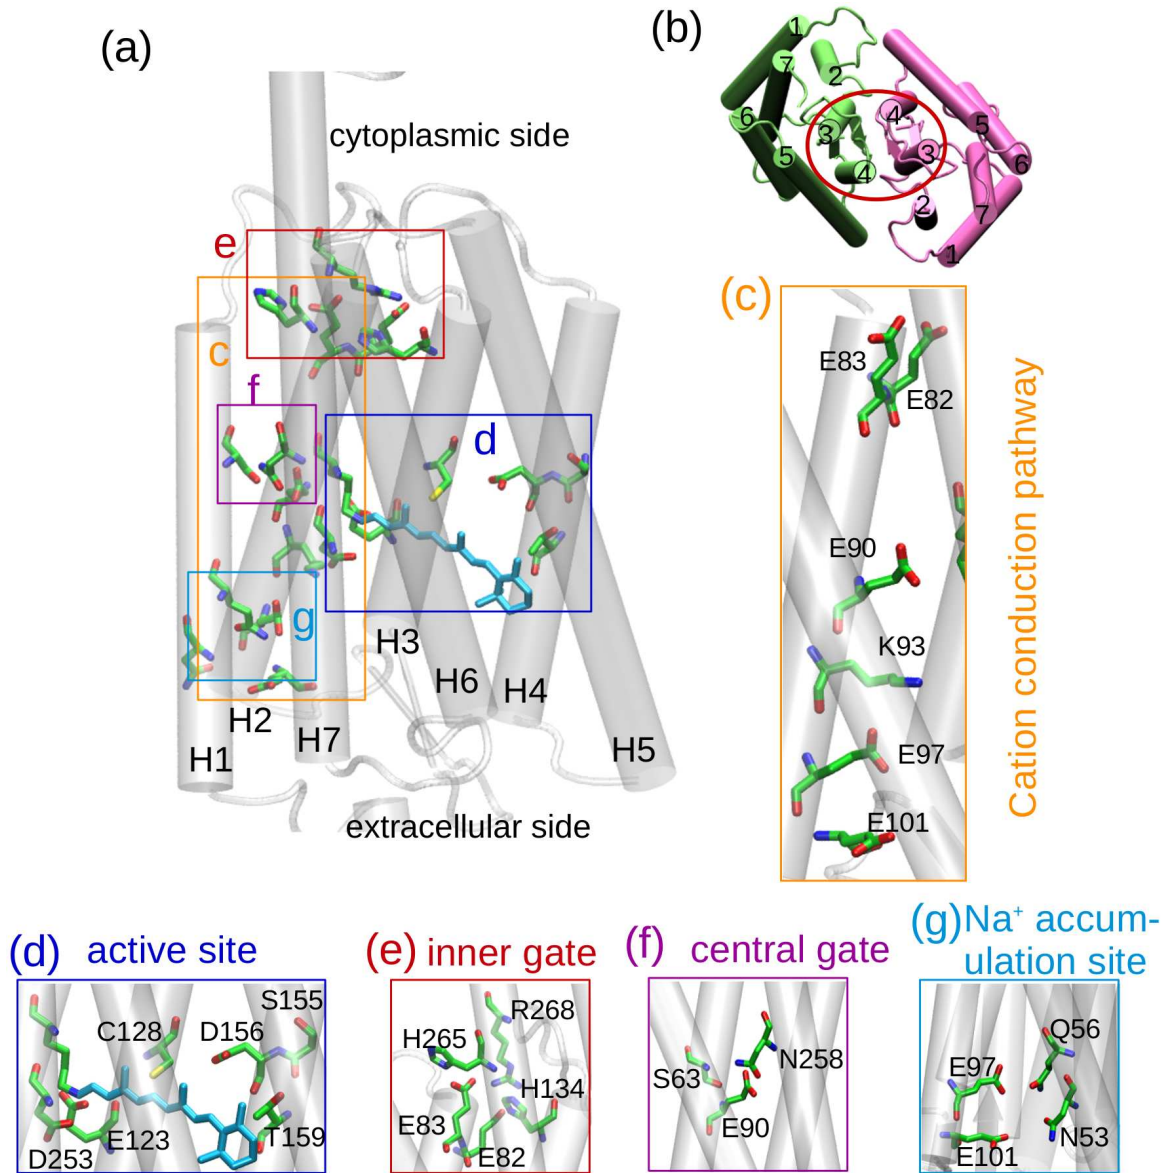 (a)
cytoplasmic side
e
c
f
d
g
H3
H6
H4
H2
H7
H1
H5
extracellular side
(b)
1
7
2
6
3
5
4
4
3
5
6
2
7
1
(c)
E83
E82
E90
K93
E97
E101
Cation conduction pathway
(d) active site
S155
C128
D156
E123
T159
D253
(e) inner gate
R268
H265
H134
E83
E82
(f) central gate
N258
S63
E90
(g) Na⁺ accum-
ulation site
Q56
E97
N53
E101